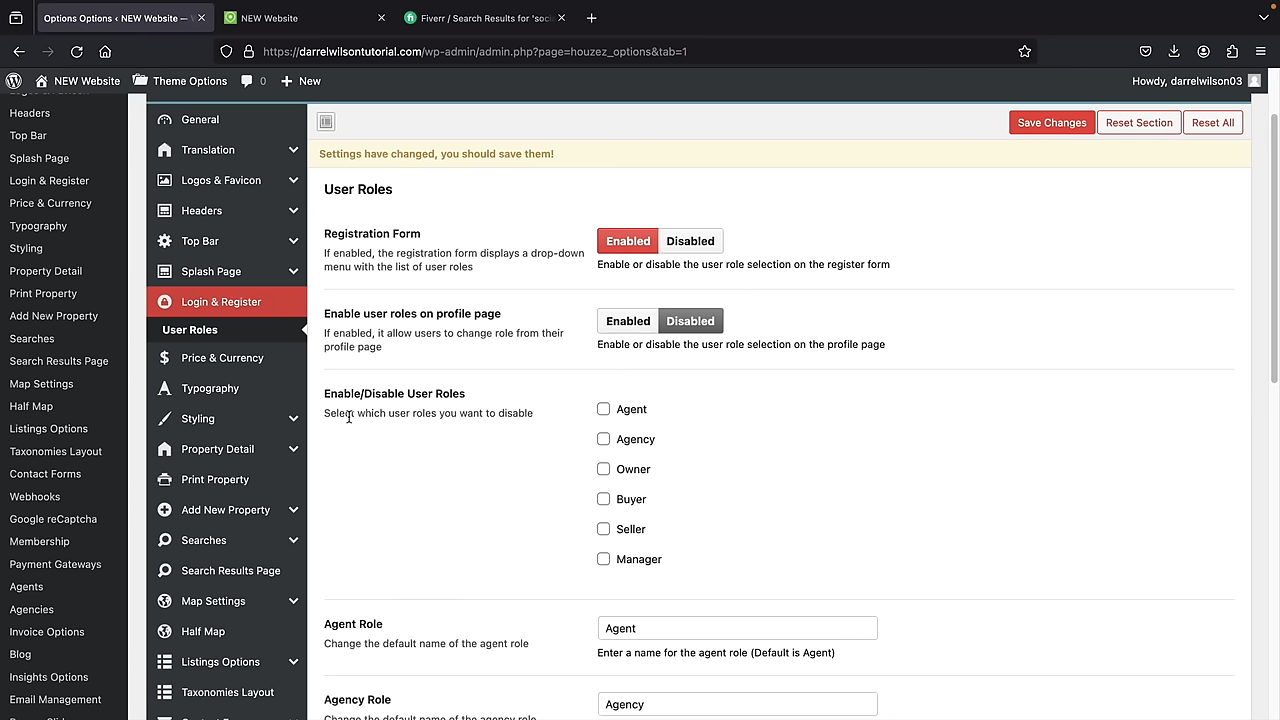 Options Options ‹ NEW Website —
NEW Website
Fiverr / Search Results for 'soci
https://darrelwilsontutorial.com/wp-admin/admin.php?page=houzez_options&tab=1
NEW Website
Theme Options
0
New
Howdy, darrelwilson03
Headers
Top Bar
Splash Page
Login & Register
Price & Currency
Typography
Styling
Property Detail
Print Property
Add New Property
Searches
Search Results Page
Map Settings
Half Map
Listings Options
Taxonomies Layout
Contact Forms
Webhooks
Google reCaptcha
Membership
Payment Gateways
Agents
Agencies
Invoice Options
Blog
Insights Options
Email Management
General
Translation
Logos & Favicon
Headers
Top Bar
Splash Page
Login & Register
User Roles
Price & Currency
Typography
Styling
Property Detail
Print Property
Add New Property
Searches
Search Results Page
Map Settings
Half Map
Listings Options
Taxonomies Layout
Save Changes
Reset Section
Reset All
Settings have changed, you should save them!
User Roles
Registration Form
If enabled, the registration form displays a drop-down
menu with the list of user roles
Enabled
Disabled
Enable or disable the user role selection on the register form
Enable user roles on profile page
If enabled, it allow users to change role from their
profile page
Enabled
Disabled
Enable or disable the user role selection on the profile page
Enable/Disable User Roles
Select which user roles you want to disable
Agent
Agency
Owner
Buyer
Seller
Manager
Agent Role
Change the default name of the agent role
Agent
Enter a name for the agent role (Default is Agent)
Agency Role
Change the default name of the agency role
Agency